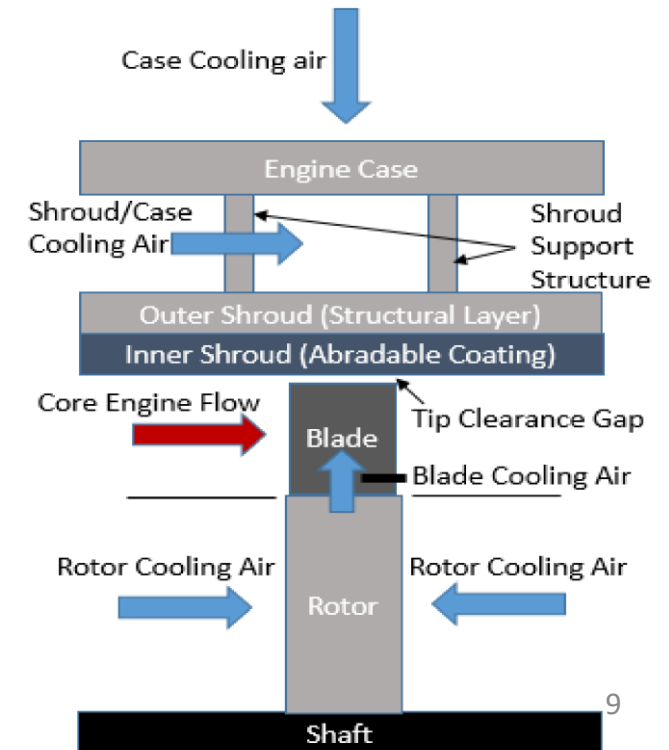 Case Cooling air
Engine Case
Shroud/Case
Cooling Air
Shroud
Support
Structure
Outer Shroud (Structural Layer)
Inner Shroud (Abradable Coating)
Core Engine Flow
Tip Clearance Gap
Blade
Blade Cooling Air
Rotor Cooling Air
Rotor Cooling Air
Rotor
9
Shaft